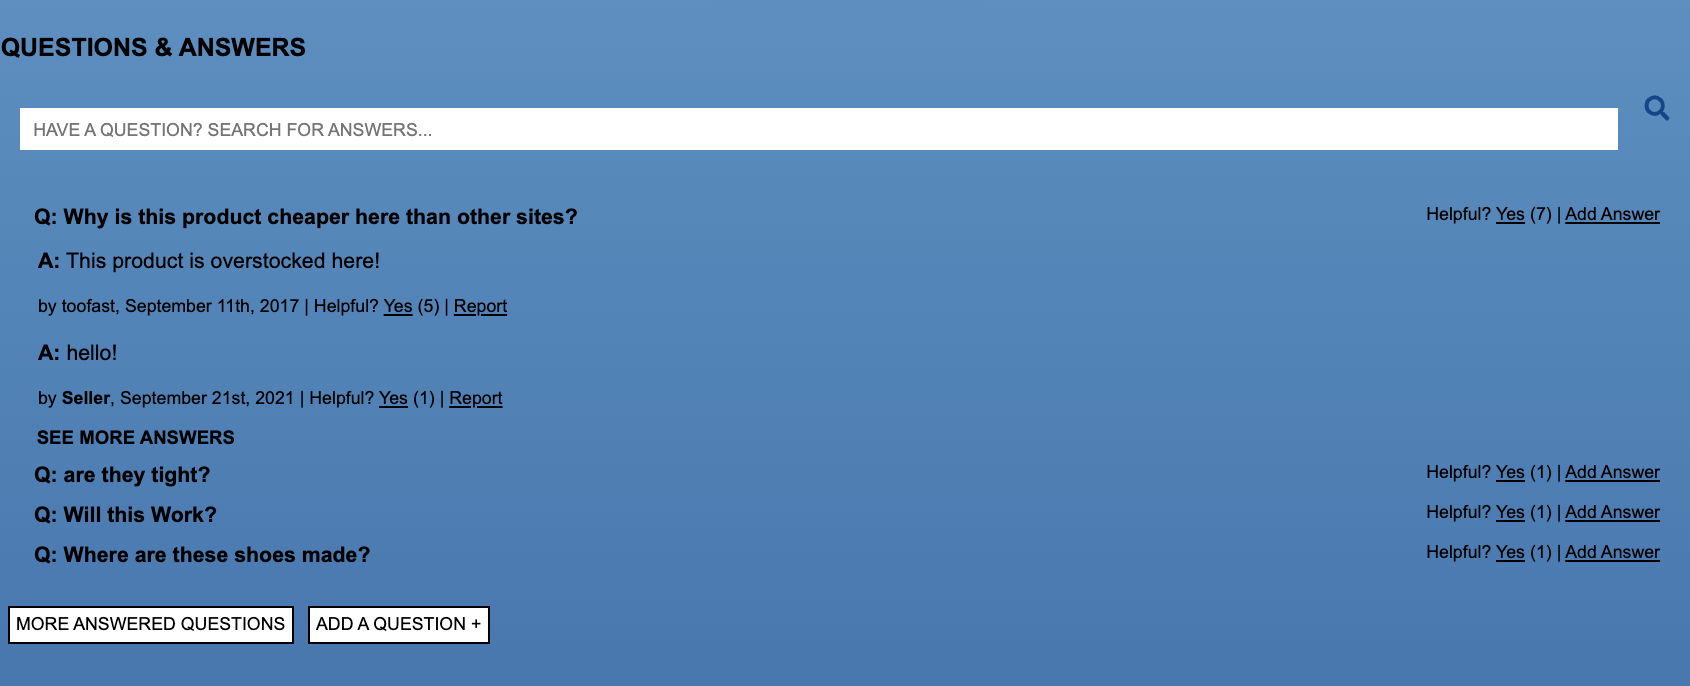 QUESTIONS & ANSWERS
HAVE A QUESTION? SEARCH FOR ANSWERS...
Q: Why is this product cheaper here than other sites? Helpful? Yes (7) | Add Answer
A: This product is overstocked here!
by toofast, September 11th, 2017 | Helpful? Yes (5) | Report
A: hello!
by Seller, September 21st, 2021 | Helpful? Yes (1) | Report
SEE MORE ANSWERS
Q: are they tight? Helpful? Yes (1) | Add Answer
Q: Will this Work? Helpful? Yes (1) | Add Answer
Q: Where are these shoes made? Helpful? Yes (1) | Add Answer
MORE ANSWERED QUESTIONS ADD A QUESTION +